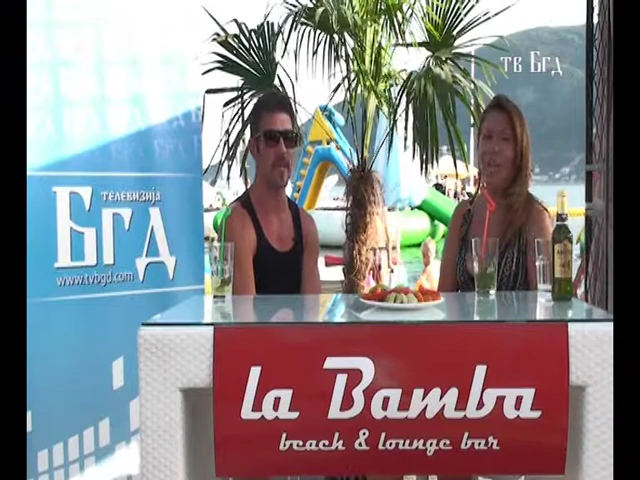 тв Бгд
телевизија
Бгд
www.tvbgd.com
la Bamba
beach & lounge bar